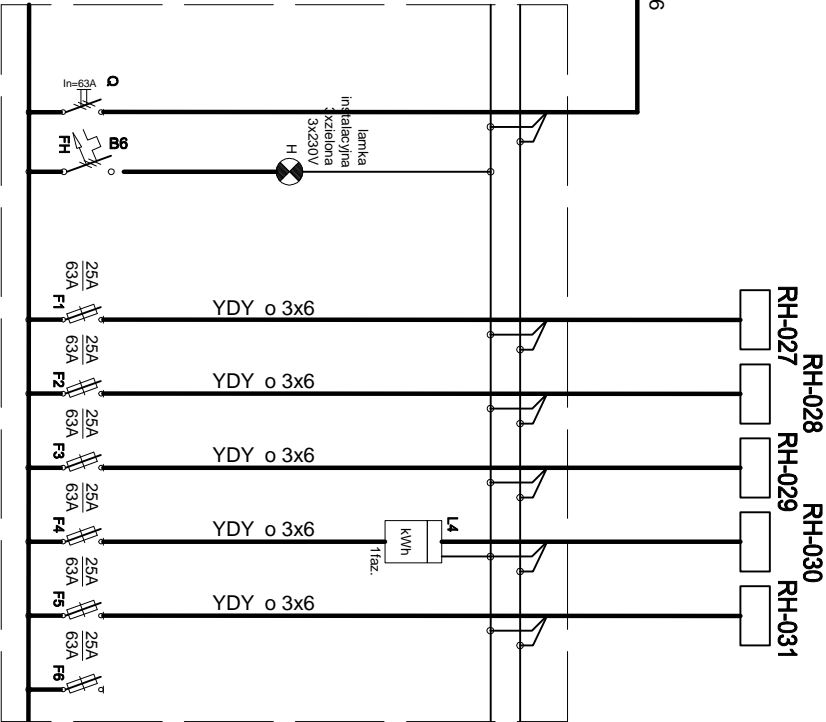 6
Q
In=63A
B6
FH
H
lamka
instalacyjna
3xzielona
3x230V
25A
63A
F1
YDY o 3x6
RH-027
25A
63A
F2
YDY o 3x6
RH-028
25A
63A
F3
YDY o 3x6
RH-029
25A
63A
F4
YDY o 3x6
L4
kWh
1faz.
RH-030
25A
63A
F5
YDY o 3x6
RH-031
25A
63A
F6